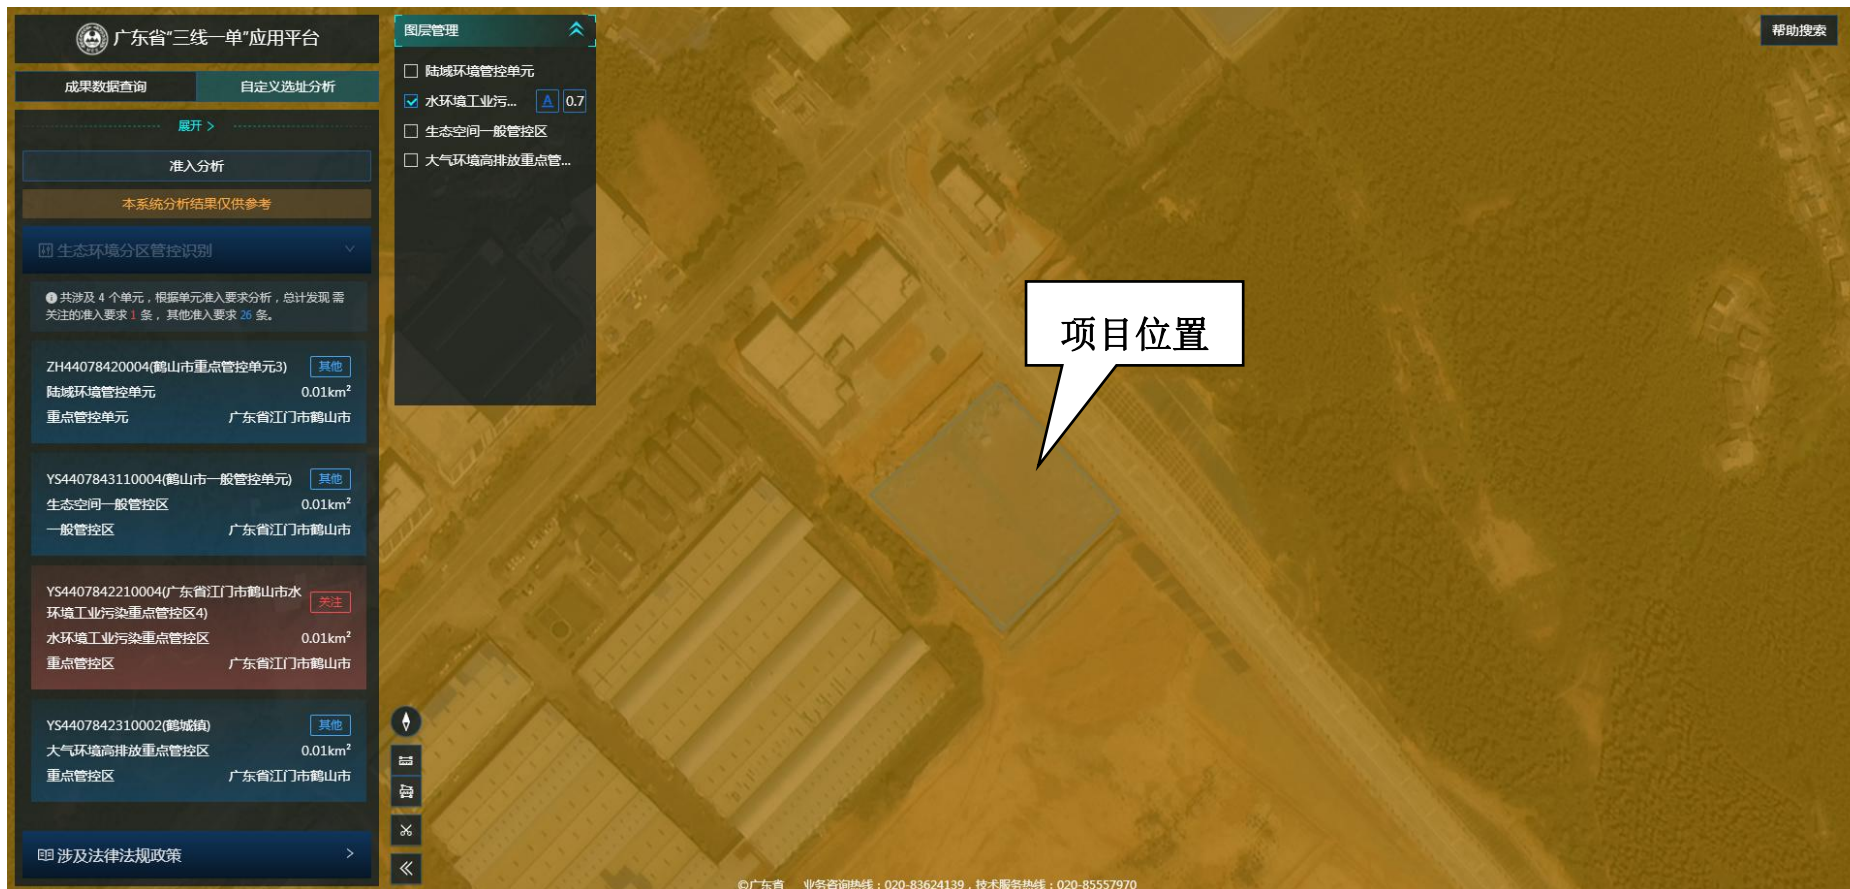 广东省"三线一单"应用平台
成果数据查询
自定义选址分析
展开 >
准入分析
本系统分析结果仅供参考
生态环境分区管控识别
共涉及 4 个单元，根据单元准入要求分析，总计发现 需
关注的准入要求 1 条， 其他准入要求 26 条。
ZH44078420004(鹤山市重点管控单元3) 其他
陆域环境管控单元 0.01km²
重点管控单元 广东省江门市鹤山市
YS4407843110004(鹤山市一般管控单元) 其他
生态空间一般管控区 0.01km²
一般管控区 广东省江门市鹤山市
YS4407842210004(广东省江门市鹤山市水
环境工业污染重点管控区4) 关注
水环境工业污染重点管控区 0.01km²
重点管控区 广东省江门市鹤山市
YS4407842310002(鹤城镇) 其他
大气环境高排放重点管控区 0.01km²
重点管控区 广东省江门市鹤山市
涉及法律法规政策 >
图层管理
陆域环境管控单元
水环境工业污... A 0.7
生态空间一般管控区
大气环境高排放重点管...
帮助搜索
项目位置
©广东省 业务咨询热线：020-83624139，技术服务热线：020-85557970